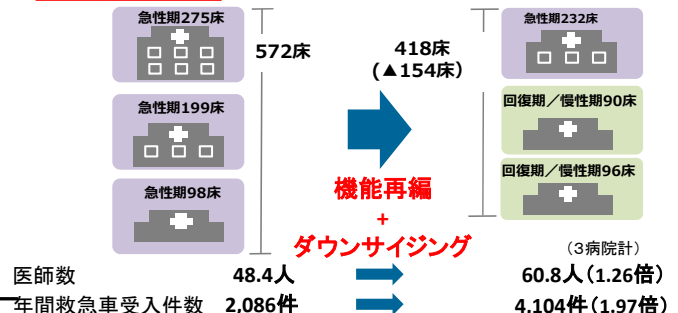 急性期275床
572床
急性期199床
急性期98床
418床
(▲154床)
急性期232床
回復期／慢性期90床
回復期／慢性期96床
機能再編
+
ダウンサイジング
（3病院計）
医師数 48.4人 60.8人（1.26倍）
年間救急車受入件数 2,086件 4,104件（1.97倍）